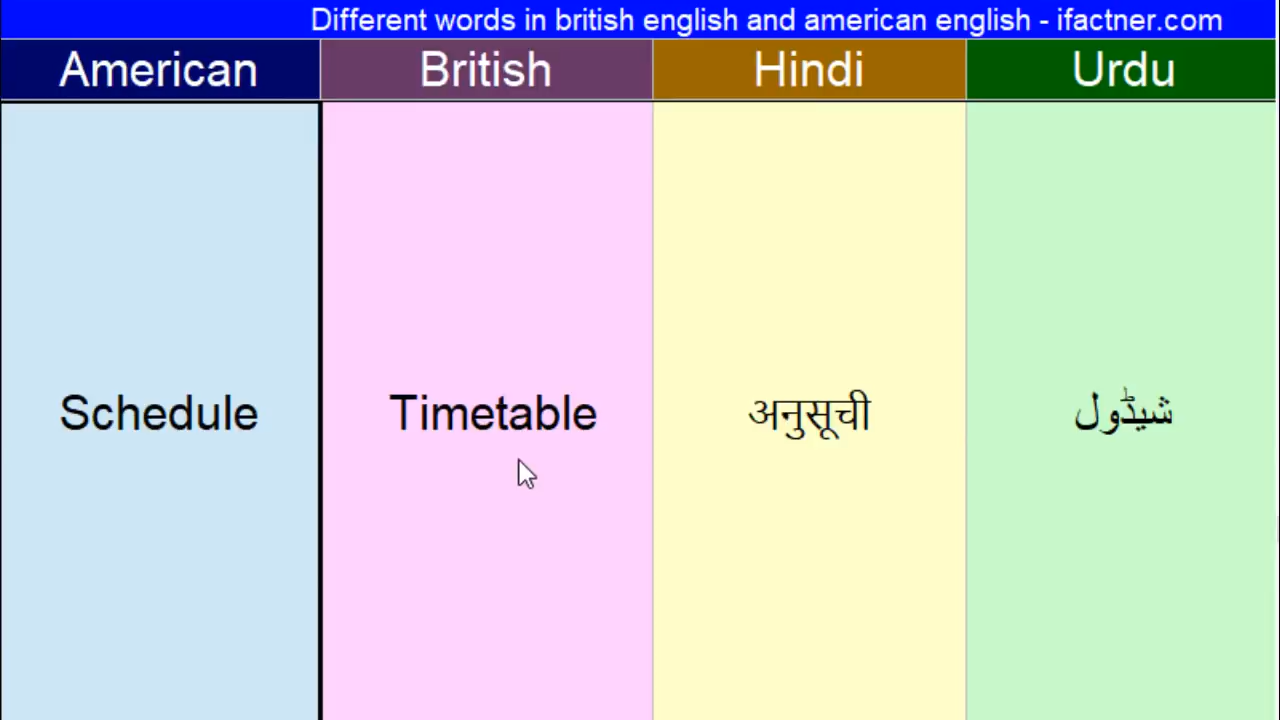 Different words in british english and american english - ifactner.com
American British Hindi Urdu
Schedule Timetable अनुसूची شیڈول